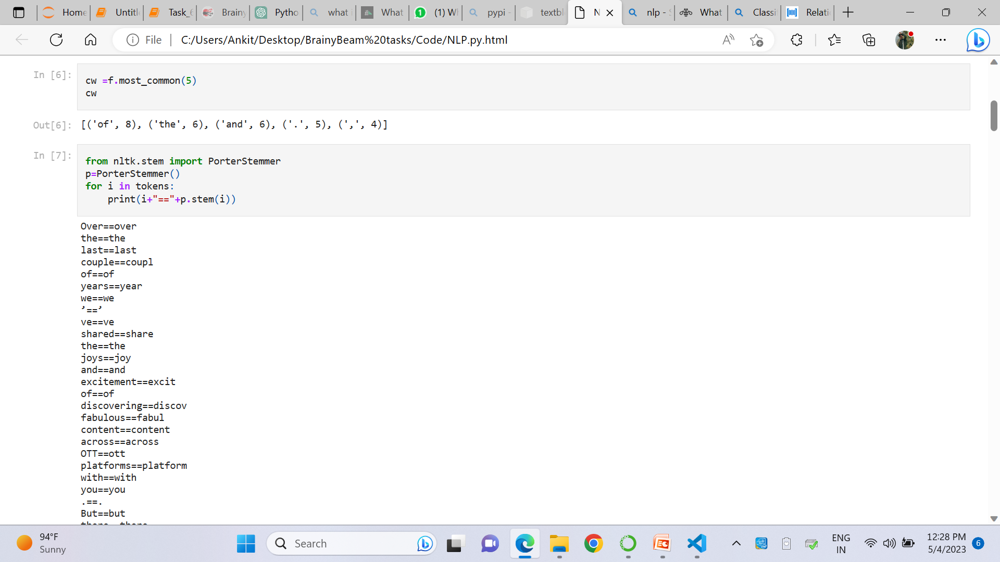 Home
Untitl
Task_6
Brainy
Pytho
what i
What
(1) W
pypi -
textbl
N
nlp - S
What
Classi
Relati
File
C:/Users/Ankit/Desktop/BrainyBeam%20tasks/Code/NLP.py.html
In [6]:
cw =f.most_common(5)
cw
Out[6]:
[('of', 8), ('the', 6), ('and', 6), ('.', 5), (',', 4)]
In [7]:
from nltk.stem import PorterStemmer
p=PorterStemmer()
for i in tokens:
    print(i+"=="+p.stem(i))
Over==over
the==the
last==last
couple==coupl
of==of
years==year
we==we
’==’
ve==ve
shared==share
the==the
joys==joy
and==and
excitement==excit
of==of
discovering==discov
fabulous==fabul
content==content
across==across
OTT==ott
platforms==platform
with==with
you==you
.==.
But==but
94°F
Sunny
Search
ENG
IN
12:28 PM
5/4/2023
6